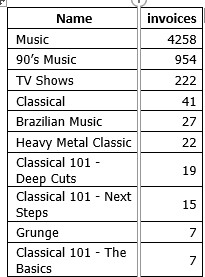 Name invoices
Music 4258
90’s Music 954
TV Shows 222
Classical 41
Brazilian Music 27
Heavy Metal Classic 22
Classical 101 -
Deep Cuts 19
Classical 101 - Next
Steps 15
Grunge 7
Classical 101 - The
Basics 7